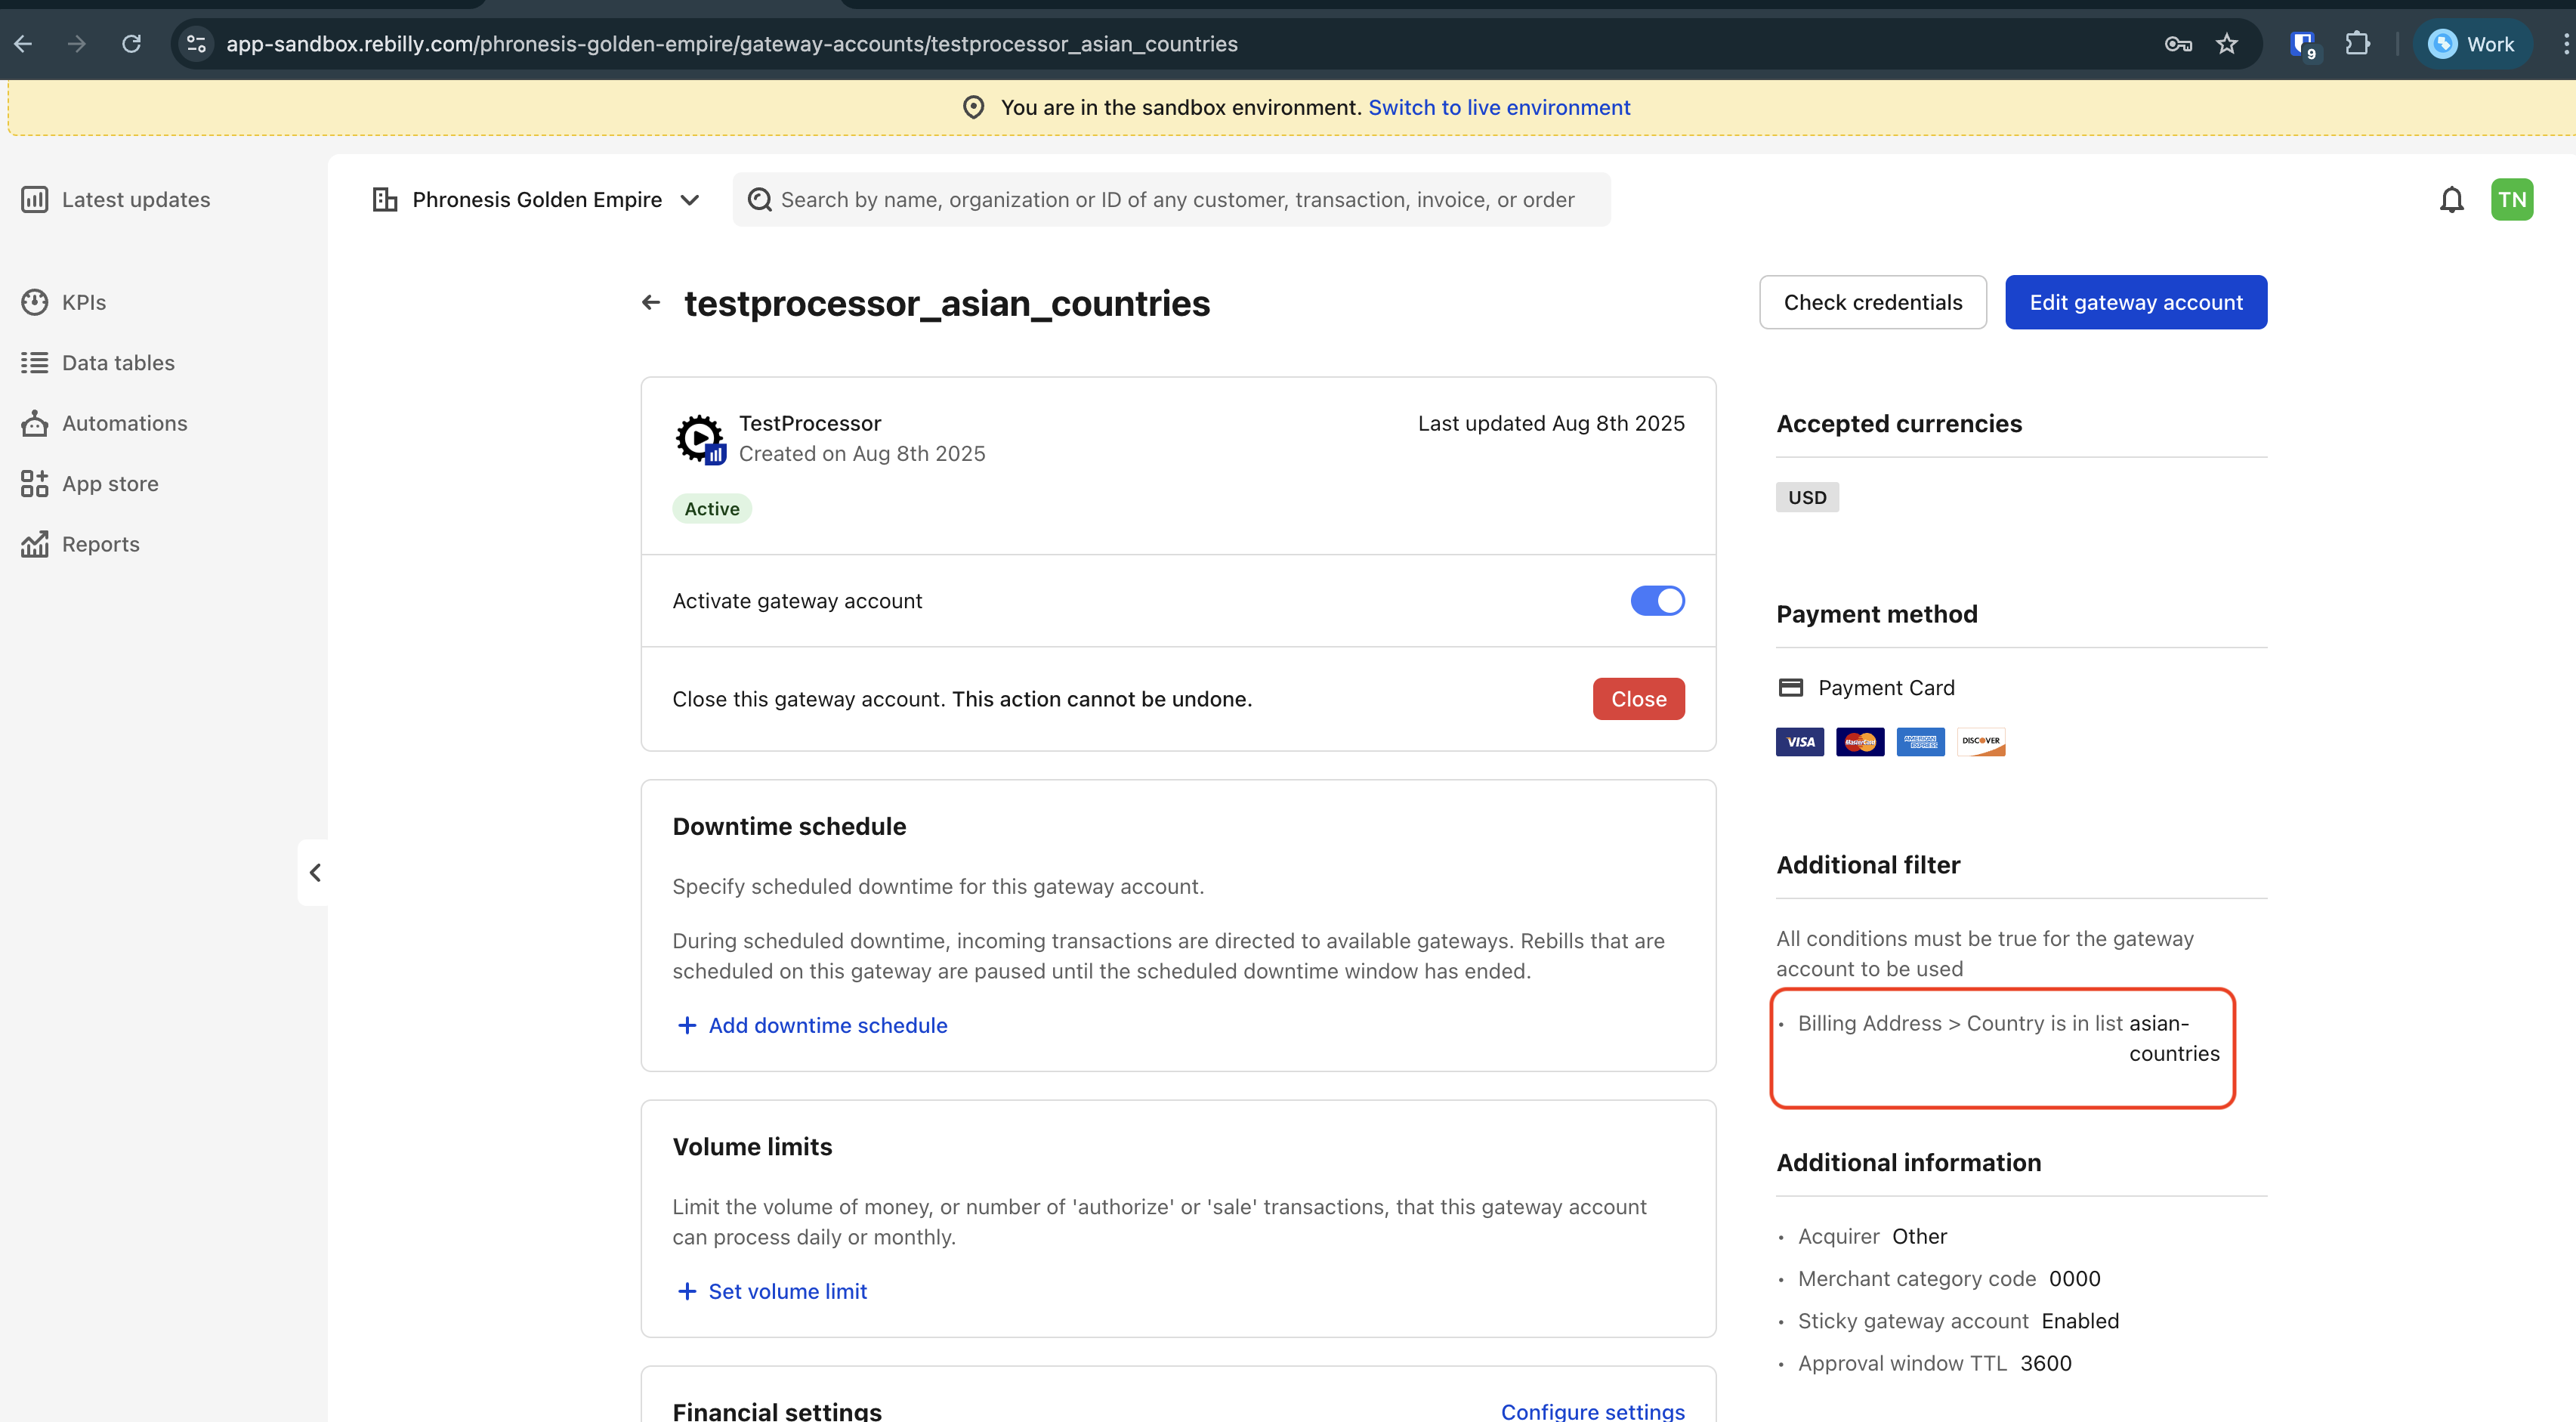 app-sandbox.rebilly.com/phronesis-golden-empire/gateway-accounts/testprocessor_asian_countries
9
Work
You are in the sandbox environment. Switch to live environment
Latest updates
KPIs
Data tables
Automations
App store
Reports
Phronesis Golden Empire
Search by name, organization or ID of any customer, transaction, invoice, or order
TN
testprocessor_asian_countries
Check credentials
Edit gateway account
TestProcessor
Created on Aug 8th 2025
Last updated Aug 8th 2025
Active
Activate gateway account
Close this gateway account. This action cannot be undone.
Close
Downtime schedule
Specify scheduled downtime for this gateway account.
During scheduled downtime, incoming transactions are directed to available gateways. Rebills that are
scheduled on this gateway are paused until the scheduled downtime window has ended.
+ Add downtime schedule
Volume limits
Limit the volume of money, or number of 'authorize' or 'sale' transactions, that this gateway account
can process daily or monthly.
+ Set volume limit
Financial settings
Configure settings
Accepted currencies
USD
Payment method
Payment Card
VISA
MasterCard
AMERICAN EXPRESS
DISCOVER
Additional filter
All conditions must be true for the gateway
account to be used
• Billing Address > Country is in list asian-
countries
Additional information
• Acquirer Other
• Merchant category code 0000
• Sticky gateway account Enabled
• Approval window TTL 3600